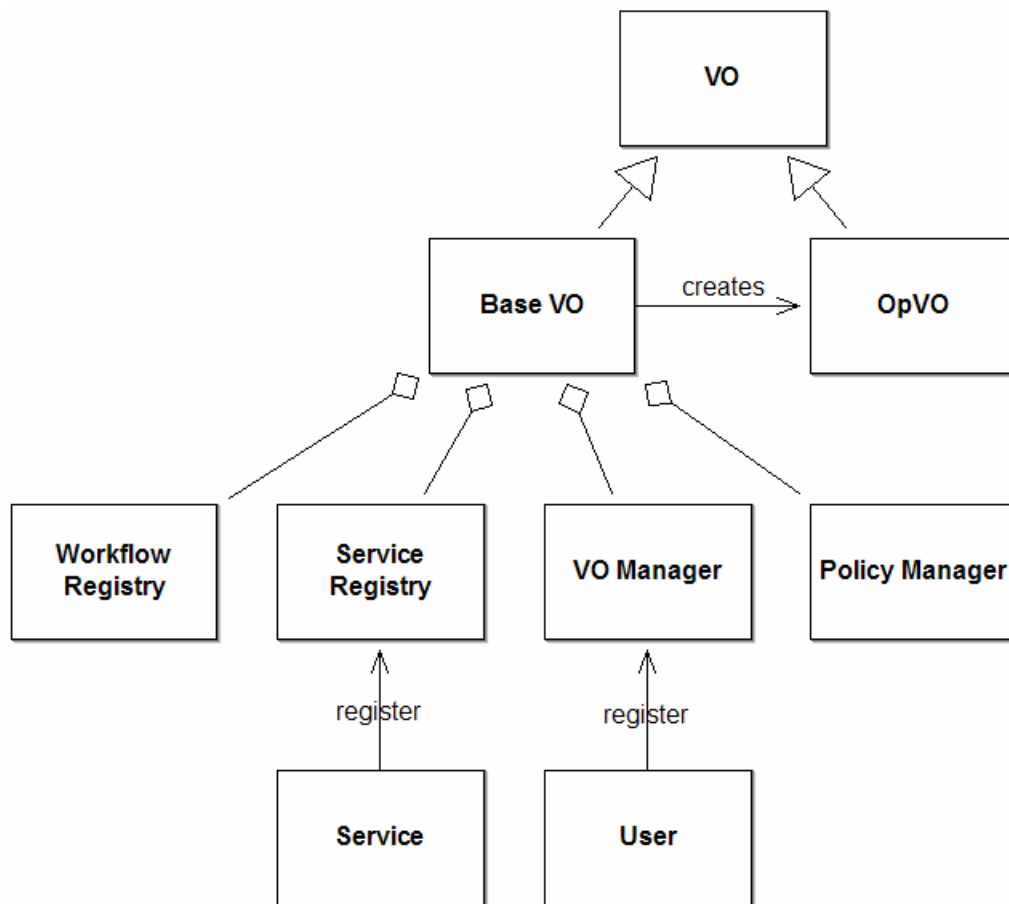 VO
Base VO
creates
OpVO
Workflow
Registry
Service
Registry
VO Manager
Policy Manager
register
register
Service
User